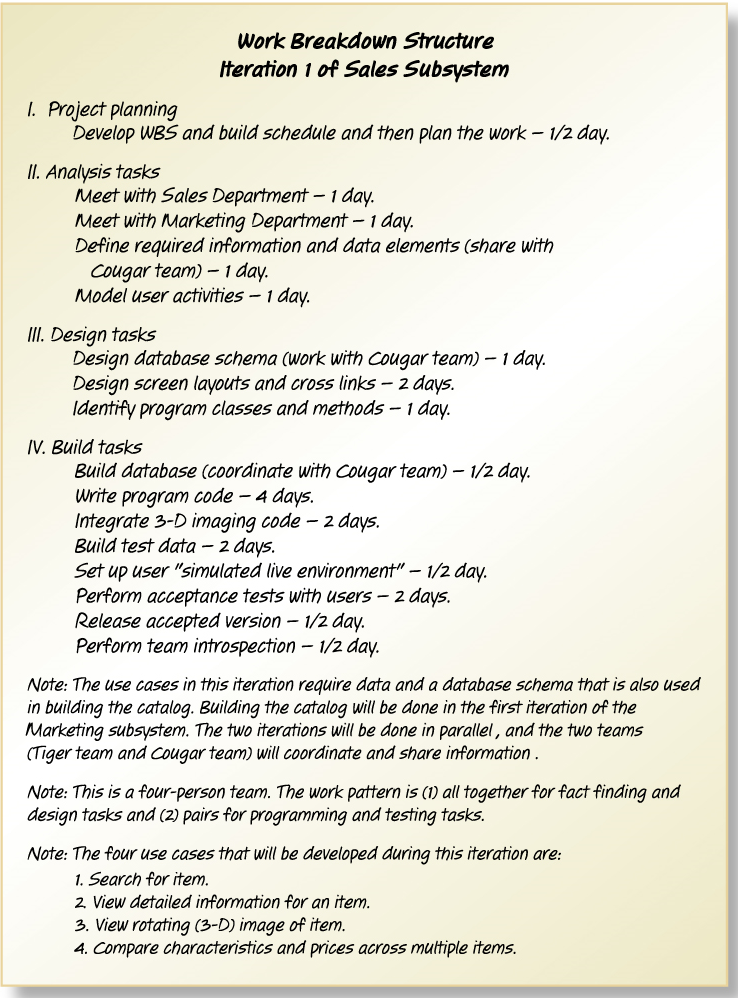 Work Breakdown Structure
Iteration 1 of Sales Subsystem
I. Project planning
Develop WBS and build schedule and then plan the work – 1/2 day.
II. Analysis tasks
Meet with Sales Department – 1 day.
Meet with Marketing Department – 1 day.
Define required information and data elements (share with
Cougar team) – 1 day.
Model user activities – 1 day.
III. Design tasks
Design database schema (work with Cougar team) – 1 day.
Design screen layouts and cross links – 2 days.
Identify program classes and methods – 1 day.
IV. Build tasks
Build database (coordinate with Cougar team) – 1/2 day.
Write program code – 4 days.
Integrate 3-D imaging code – 2 days.
Build test data – 2 days.
Set up user "simulated live environment" – 1/2 day.
Perform acceptance tests with users – 2 days.
Release accepted version – 1/2 day.
Perform team introspection – 1/2 day.
Note: The use cases in this iteration require data and a database schema that is also used
in building the catalog. Building the catalog will be done in the first iteration of the
Marketing subsystem. The two iterations will be done in parallel , and the two teams
(Tiger team and Cougar team) will coordinate and share information .
Note: This is a four-person team. The work pattern is (1) all together for fact finding and
design tasks and (2) pairs for programming and testing tasks.
Note: The four use cases that will be developed during this iteration are:
1. Search for item.
2. View detailed information for an item.
3. View rotating (3-D) image of item.
4. Compare characteristics and prices across multiple items.